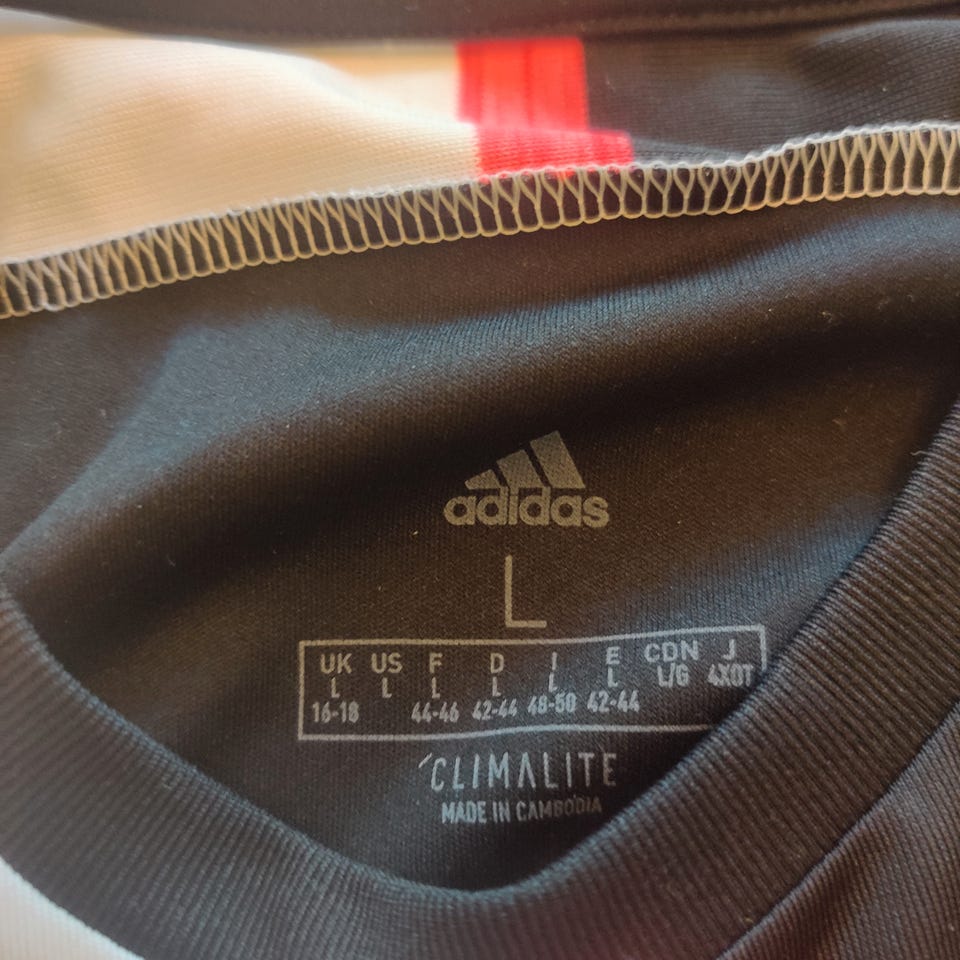 adidas
L
UK US F D I E CDN J
L L L L L L L/G 4XOT
16-18 44-46 42-44 48-50 42-44
CLIMALITE
MADE IN CAMBODIA